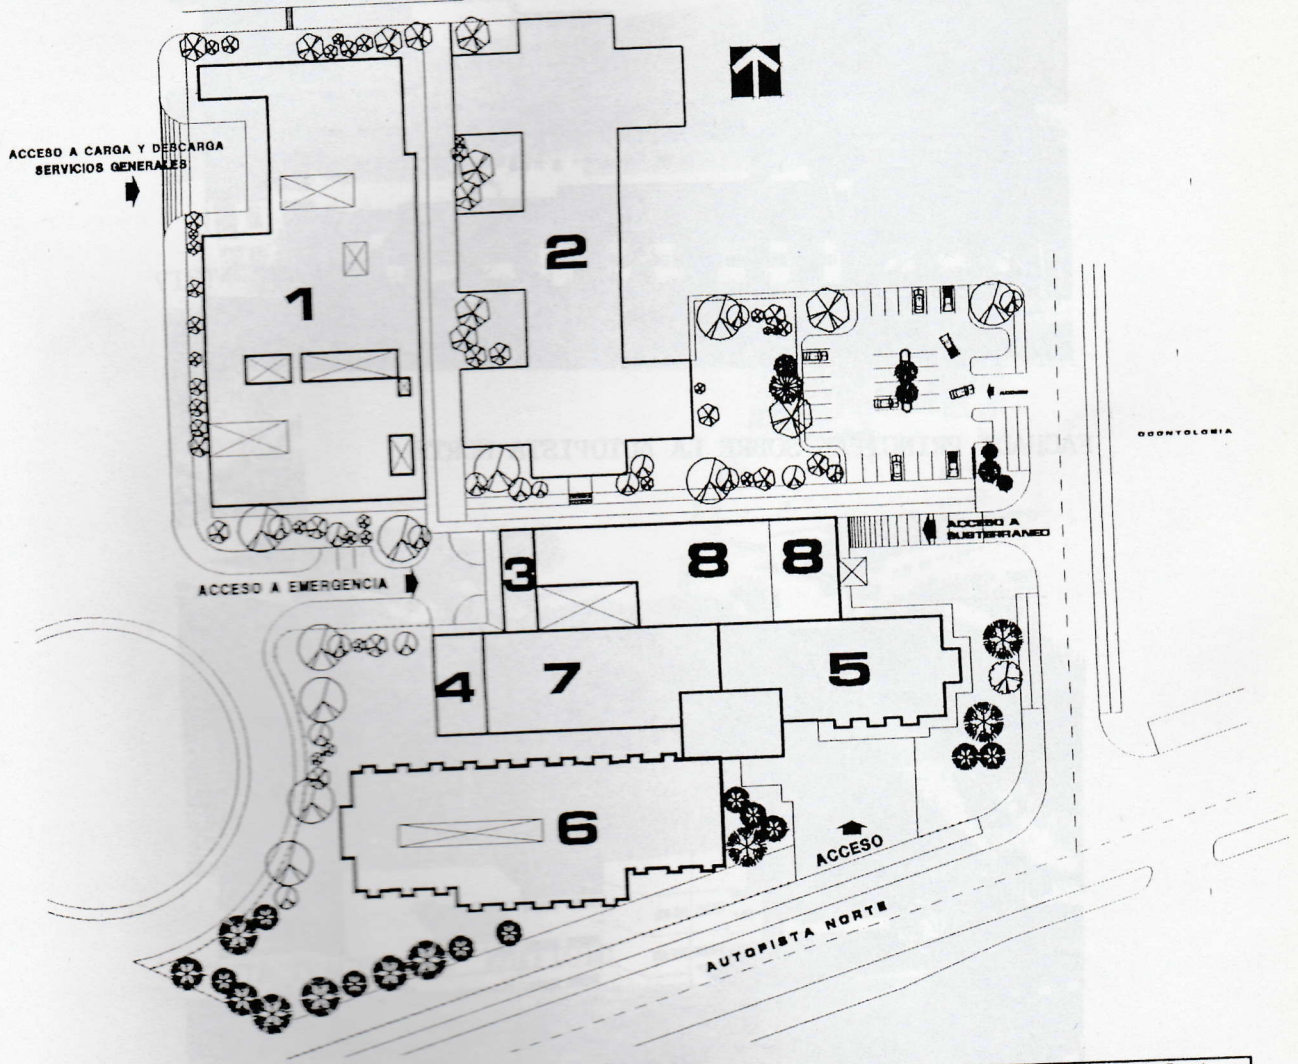 ACCESO A CARGA Y DESCARGA
SERVICIOS GENERALES
1
2
ACCESO
ODONTOLOGIA
ACCESO A
SUBTERRANEO
3
8
8
ACCESO A EMERGENCIA
4
7
5
6
ACCESO
AUTOPISTA NORTE